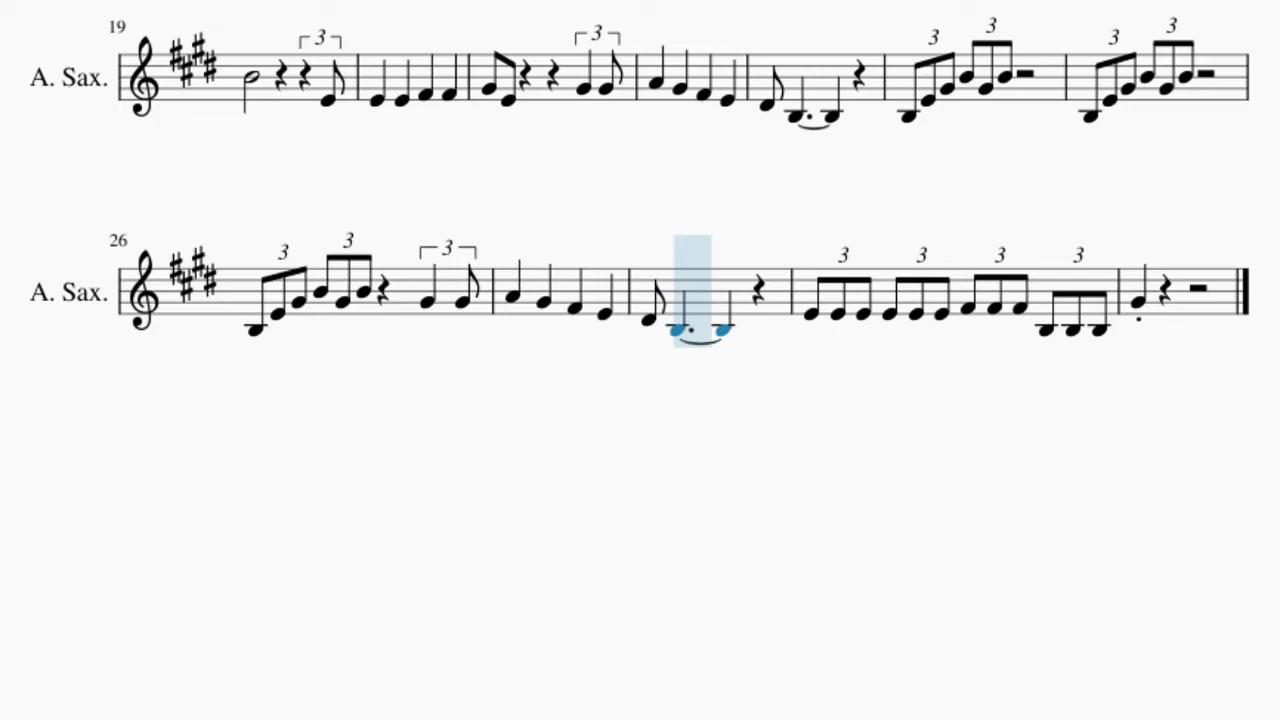 19
3 3 3 3 3 3
A. Sax.
26
3 3 3 3 3 3 3
A. Sax.